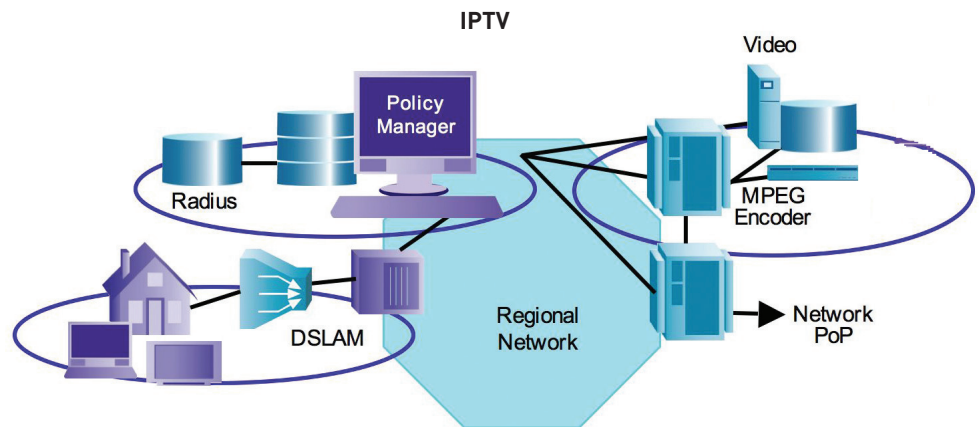 IPTV
Video
Policy
Manager
Radius
MPEG
Encoder
DSLAM
Regional
Network
Network
PoP